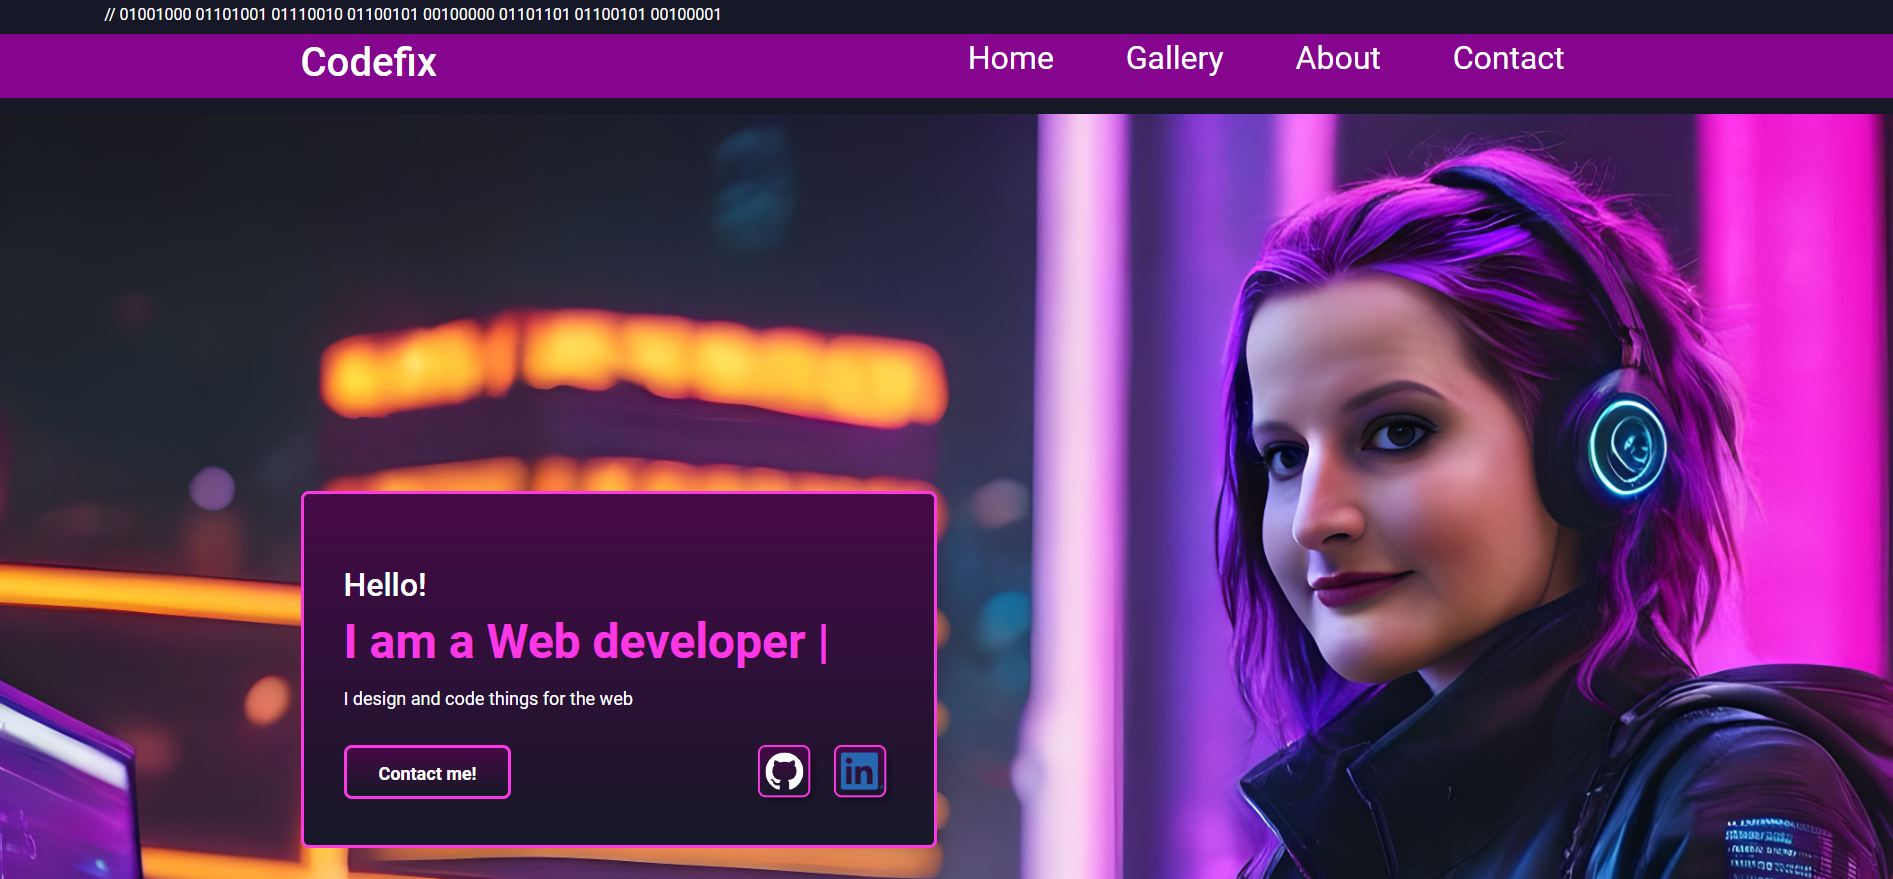 // 01001000 01101001 01110010 01100101 00100000 01101101 01100101 00100001
Codefix
Home Gallery About Contact
Hello!
I am a Web developer |
I design and code things for the web
Contact me!
in